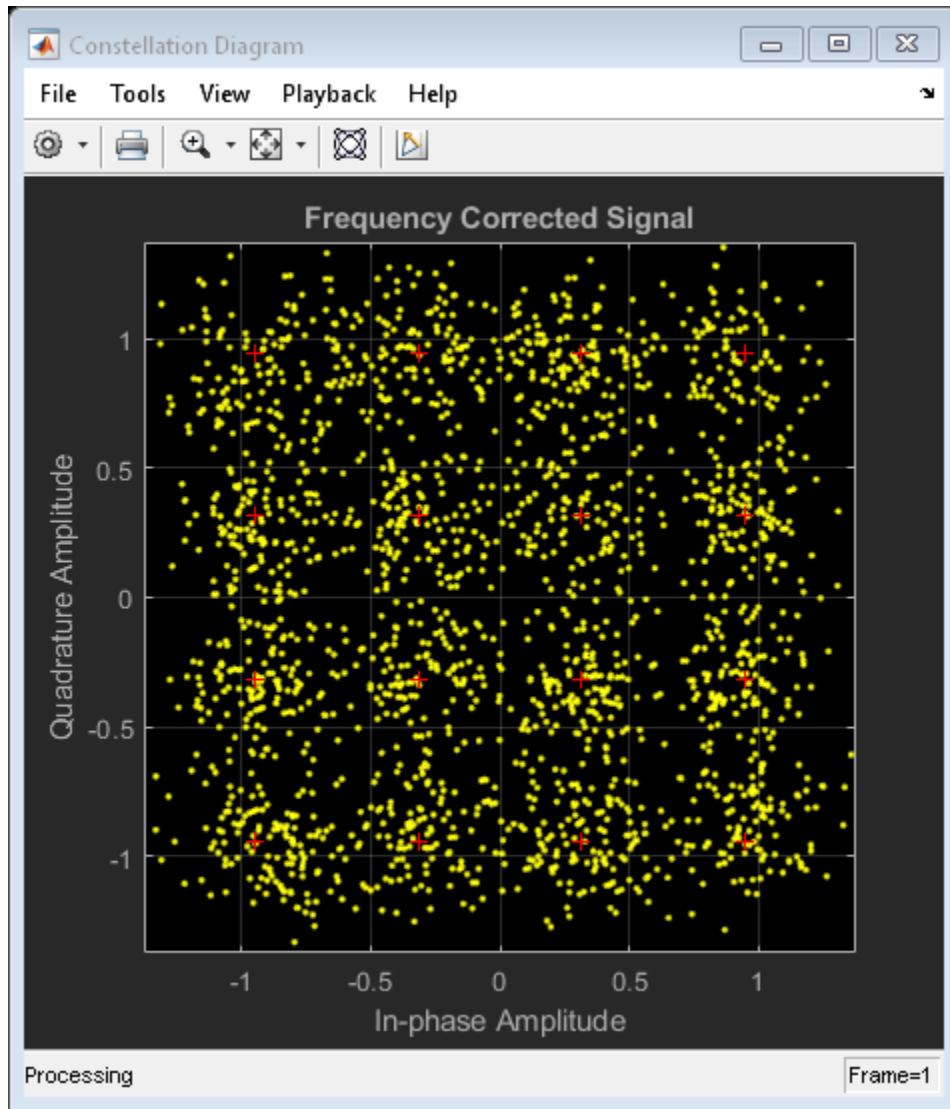 Constellation Diagram
File Tools View Playback Help
Frequency Corrected Signal
1
0.5
0
-0.5
-1
Quadrature Amplitude
-1 -0.5 0 0.5 1
In-phase Amplitude
Processing Frame=1